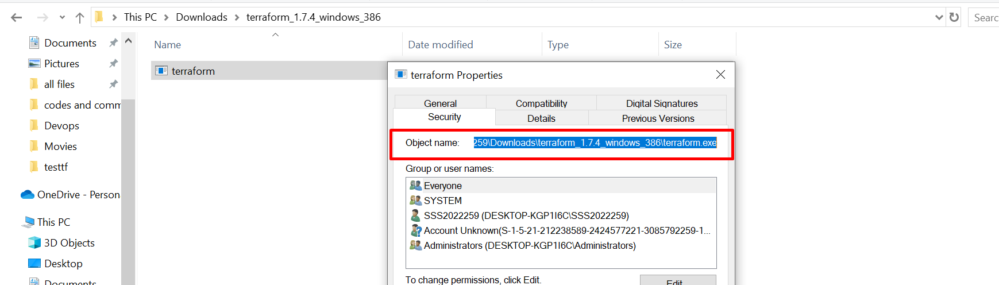 This PC > Downloads > terraform_1.7.4_windows_386
Searc
Documents
Pictures
all files
codes and comm
Devops
Movies
testtf
OneDrive - Person
This PC
3D Objects
Desktop
Documents
Name
Date modified
Type
Size
terraform
terraform Properties
General
Compatibility
Digital Signatures
Security
Details
Previous Versions
Object name: 259\Downloads\terraform_1.7.4_windows_386\terraform.exe
Group or user names:
Everyone
SYSTEM
SSS2022259 (DESKTOP-KGP1I6C\SSS2022259)
Account Unknown(S-1-5-21-212238589-2424577221-3085792259-1...
Administrators (DESKTOP-KGP1I6C\Administrators)
To change permissions, click Edit.
Edit